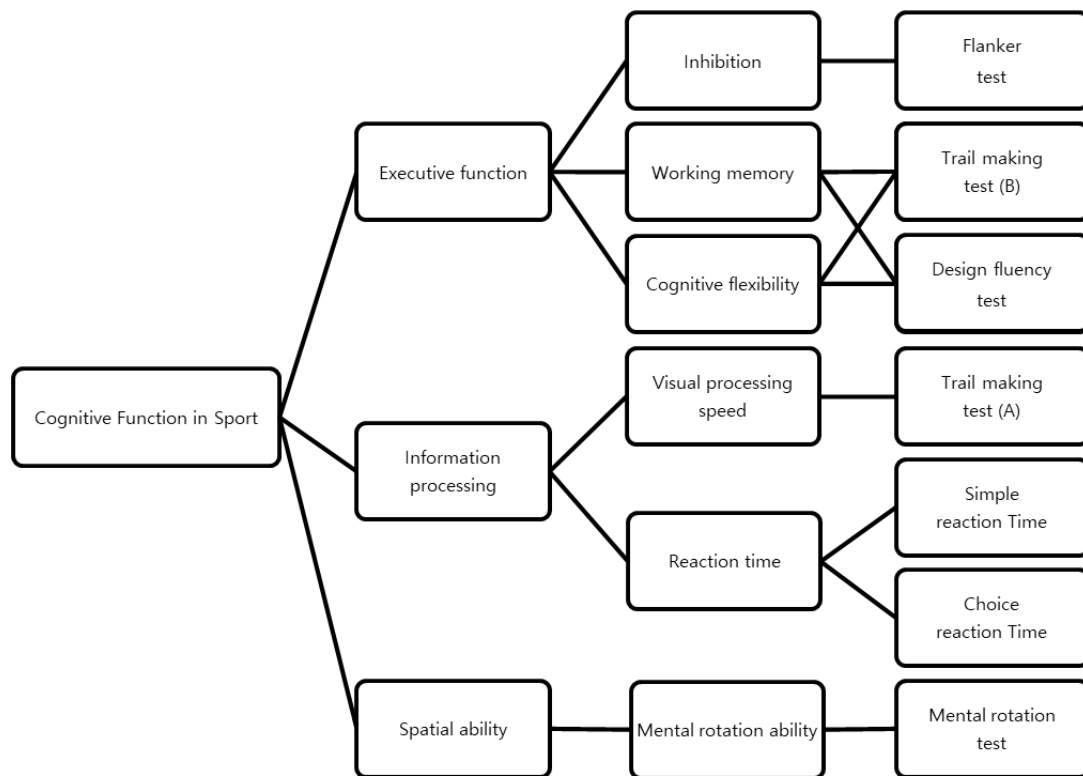 Inhibition
Flanker
test
Executive function
Working memory
Trail making
test (B)
Cognitive flexibility
Design fluency
test
Cognitive Function in Sport
Information
processing
Visual processing
speed
Trail making
test (A)
Reaction time
Simple
reaction Time
Choice
reaction Time
Spatial ability
Mental rotation ability
Mental rotation
test